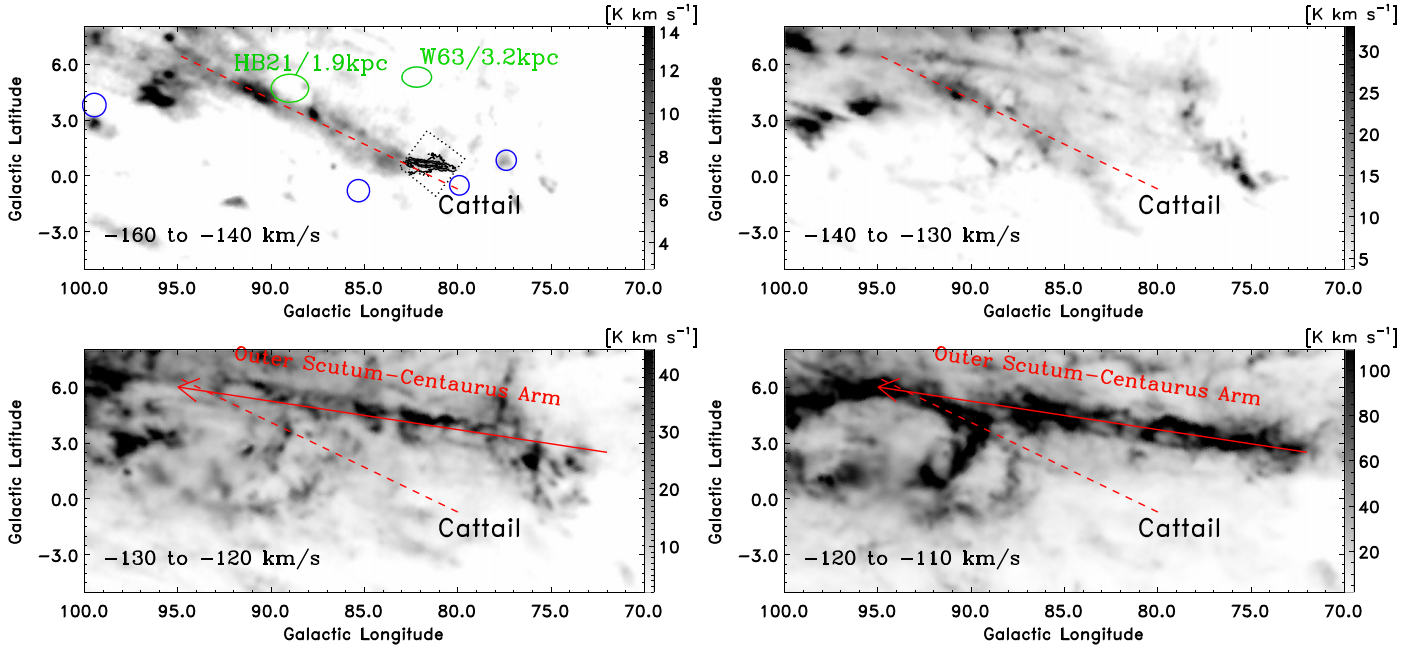 [K km s⁻¹]
HB21/1.9kpc
W63/3.2kpc
Cattail
−160 to −140 km/s
Galactic Latitude
6.0
3.0
0.0
−3.0
100.0 95.0 90.0 85.0 80.0 75.0 70.0
Galactic Longitude
14
12
10
8
6
4
[K km s⁻¹]
Cattail
−140 to −130 km/s
Galactic Latitude
6.0
3.0
0.0
−3.0
100.0 95.0 90.0 85.0 80.0 75.0 70.0
Galactic Longitude
30
25
20
15
10
5
[K km s⁻¹]
Outer Scutum−Centaurus Arm
Cattail
−130 to −120 km/s
Galactic Latitude
6.0
3.0
0.0
−3.0
100.0 95.0 90.0 85.0 80.0 75.0 70.0
Galactic Longitude
40
30
20
10
[K km s⁻¹]
Outer Scutum−Centaurus Arm
Cattail
−120 to −110 km/s
Galactic Latitude
6.0
3.0
0.0
−3.0
100.0 95.0 90.0 85.0 80.0 75.0 70.0
Galactic Longitude
100
80
60
40
20